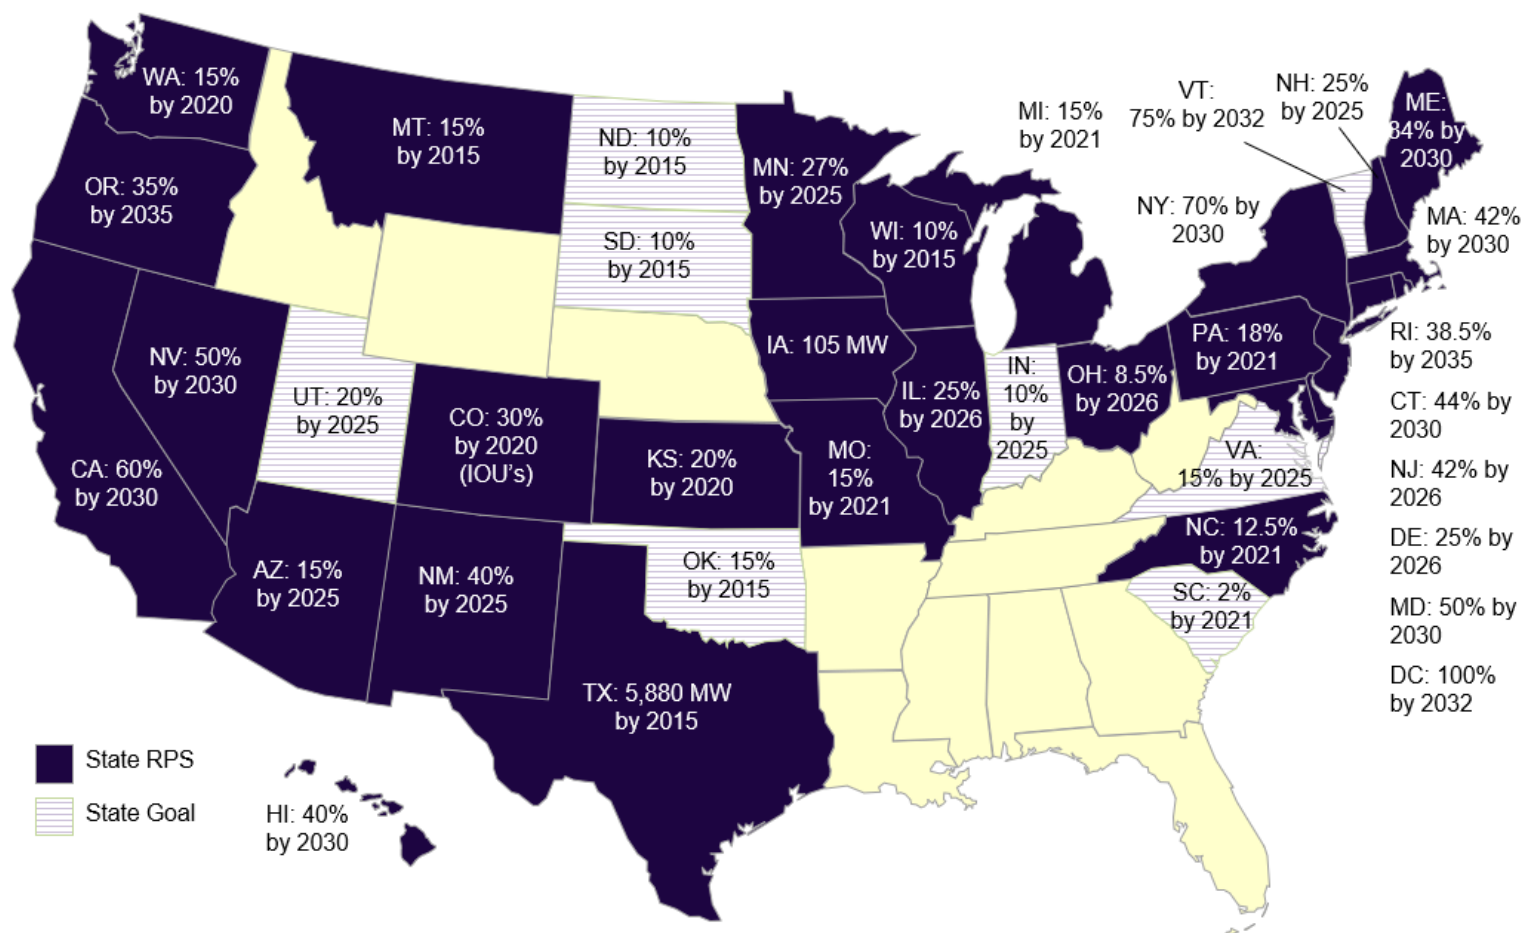 WA: 15%
by 2020
MT: 15%
by 2015
ND: 10%
by 2015
MN: 27%
by 2025
MI: 15%
by 2021
VT:
75% by 2032
NH: 25%
by 2025
ME:
84% by
2030
OR: 35%
by 2035
SD: 10%
by 2015
WI: 10%
by 2015
NY: 70% by
2030
MA: 42%
by 2030
NV: 50%
by 2030
UT: 20%
by 2025
CO: 30%
by 2020
(IOU's)
IA: 105 MW
IL: 25%
by 2026
IN:
10%
by
2025
OH: 8.5%
by 2026
PA: 18%
by 2021
RI: 38.5%
by 2035
CT: 44% by
2030
CA: 60%
by 2030
KS: 20%
by 2020
MO:
15%
by 2021
VA:
15% by 2025
NJ: 42% by
2026
AZ: 15%
by 2025
NM: 40%
by 2025
OK: 15%
by 2015
NC: 12.5%
by 2021
DE: 25% by
2026
SC: 2%
by 2021
MD: 50% by
2030
TX: 5,880 MW
by 2015
DC: 100%
by 2032
State RPS
State Goal
HI: 40%
by 2030